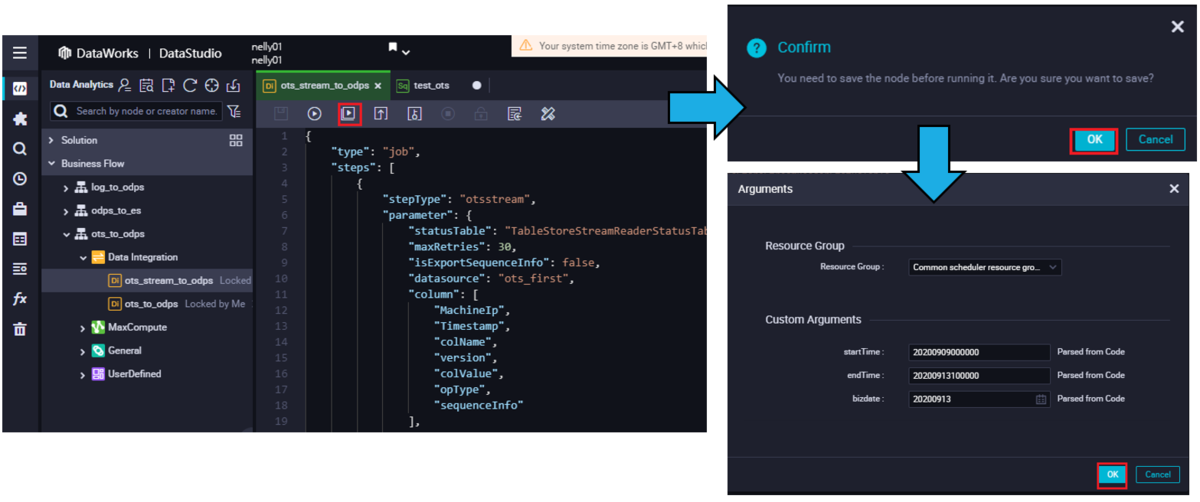 DataWorks | DataStudio
nelly01
nelly01
Your system time zone is GMT+8 which
Data Analytics
Di ots_stream_to_odps x
Sq test_ots
Search by node or creator name.
Solution
Business Flow
log_to_odps
odps_to_es
ots_to_odps
Data Integration
Di ots_stream_to_odps Locked
Di ots_to_odps Locked by Me
MaxCompute
General
UserDefined
fx
1 {
2 "type": "job",
3 "steps": [
4 {
5 "stepType": "otsstream",
6 "parameter": {
7 "statusTable": "TableStoreStreamReaderStatusTab
8 "maxRetries": 30,
9 "isExportSequenceInfo": false,
10 "datasource": "ots_first",
11 "column": [
12 "MachineIp",
13 "Timestamp",
14 "colName",
15 "version",
16 "colValue",
17 "opType",
18 "sequenceInfo"
19 ],
? Confirm
You need to save the node before running it. Are you sure you want to save?
OK Cancel
Arguments
Resource Group
Resource Group : Common scheduler resource gro...
Custom Arguments
startTime : 20200909000000 Parsed from Code
endTime : 20200913100000 Parsed from Code
bizdate : 20200913 Parsed from Code
OK Cancel